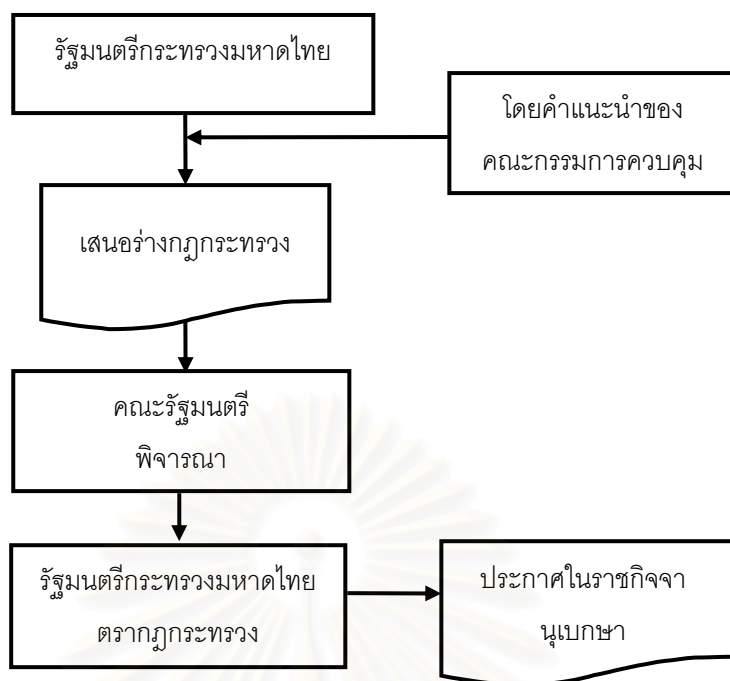 รัฐมนตรีกระทรวงมหาดไทย
โดยคำแนะนำของ
คณะกรรมการควบคุม
เสนอร่างกฎกระทรวง
คณะรัฐมนตรี
พิจารณา
รัฐมนตรีกระทรวงมหาดไทย
ตรากฎกระทรวง
ประกาศในราชกิจจา
นุเบกษา